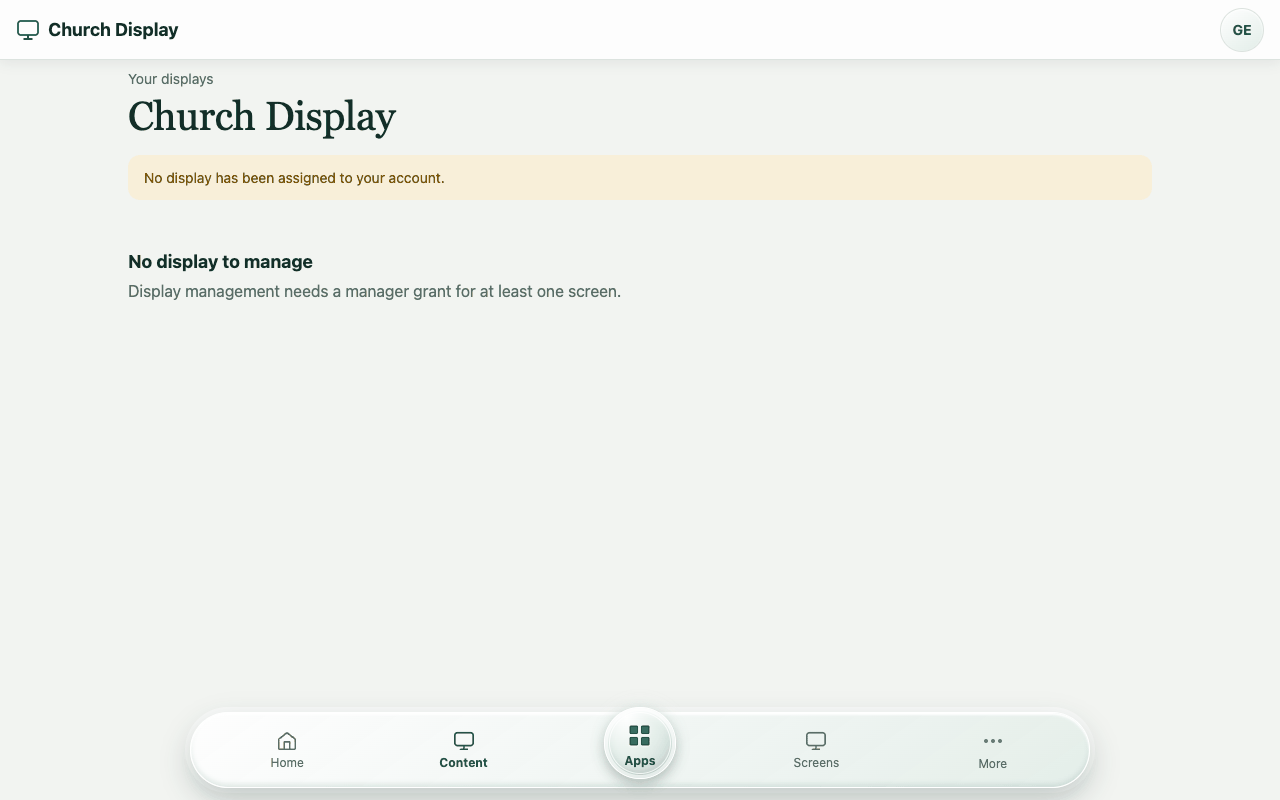 Church Display
GE
Your displays
Church Display
No display has been assigned to your account.
No display to manage
Display management needs a manager grant for at least one screen.
Home
Content
Apps
Screens
More